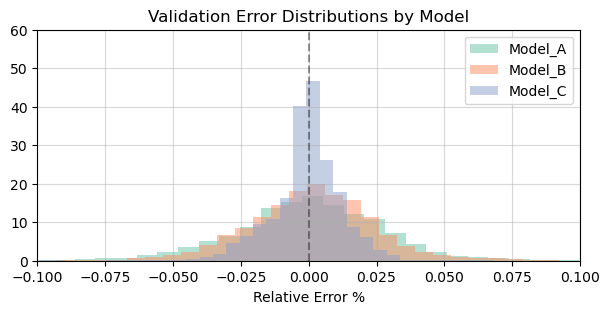 Validation Error Distributions by Model
60
50
40
30
20
10
0
Model_A
Model_B
Model_C
−0.100 −0.075 −0.050 −0.025 0.000 0.025 0.050 0.075 0.100
Relative Error %